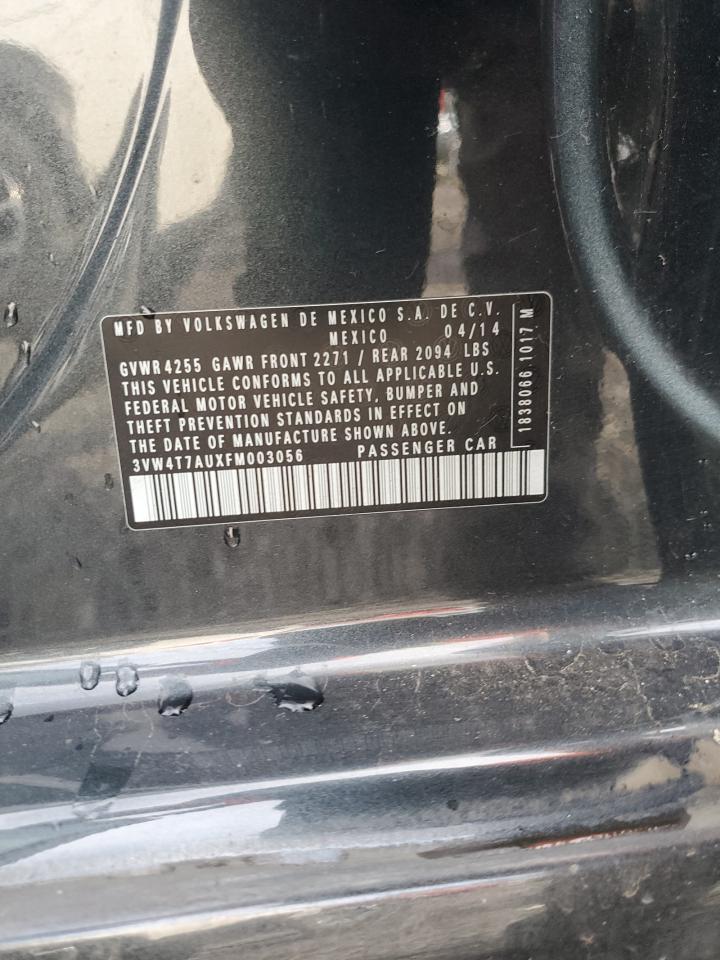 MFD BY VOLKSWAGEN DE MEXICO S.A. DE C.V.
MEXICO 04/14
GVWR 4255 GAWR FRONT 2271 / REAR 2094 LBS
THIS VEHICLE CONFORMS TO ALL APPLICABLE U.S.
FEDERAL MOTOR VEHICLE SAFETY, BUMPER AND
THEFT PREVENTION STANDARDS IN EFFECT ON
THE DATE OF MANUFACTURE SHOWN ABOVE.
3VW4T7AUXFM003056 PASSENGER CAR
1838066 1017 M